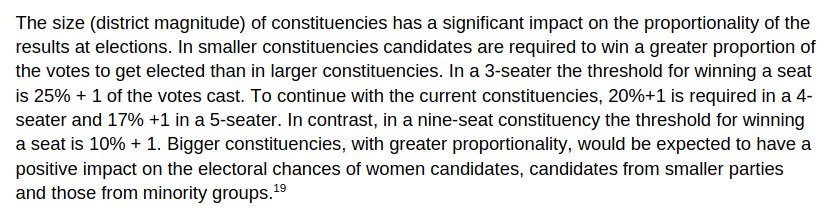 The size (district magnitude) of constituencies has a significant impact on the proportionality of the
results at elections. In smaller constituencies candidates are required to win a greater proportion of
the votes to get elected than in larger constituencies. In a 3-seater the threshold for winning a seat
is 25% + 1 of the votes cast. To continue with the current constituencies, 20%+1 is required in a 4-
seater and 17% +1 in a 5-seater. In contrast, in a nine-seat constituency the threshold for winning
a seat is 10% + 1. Bigger constituencies, with greater proportionality, would be expected to have a
positive impact on the electoral chances of women candidates, candidates from smaller parties
and those from minority groups.19